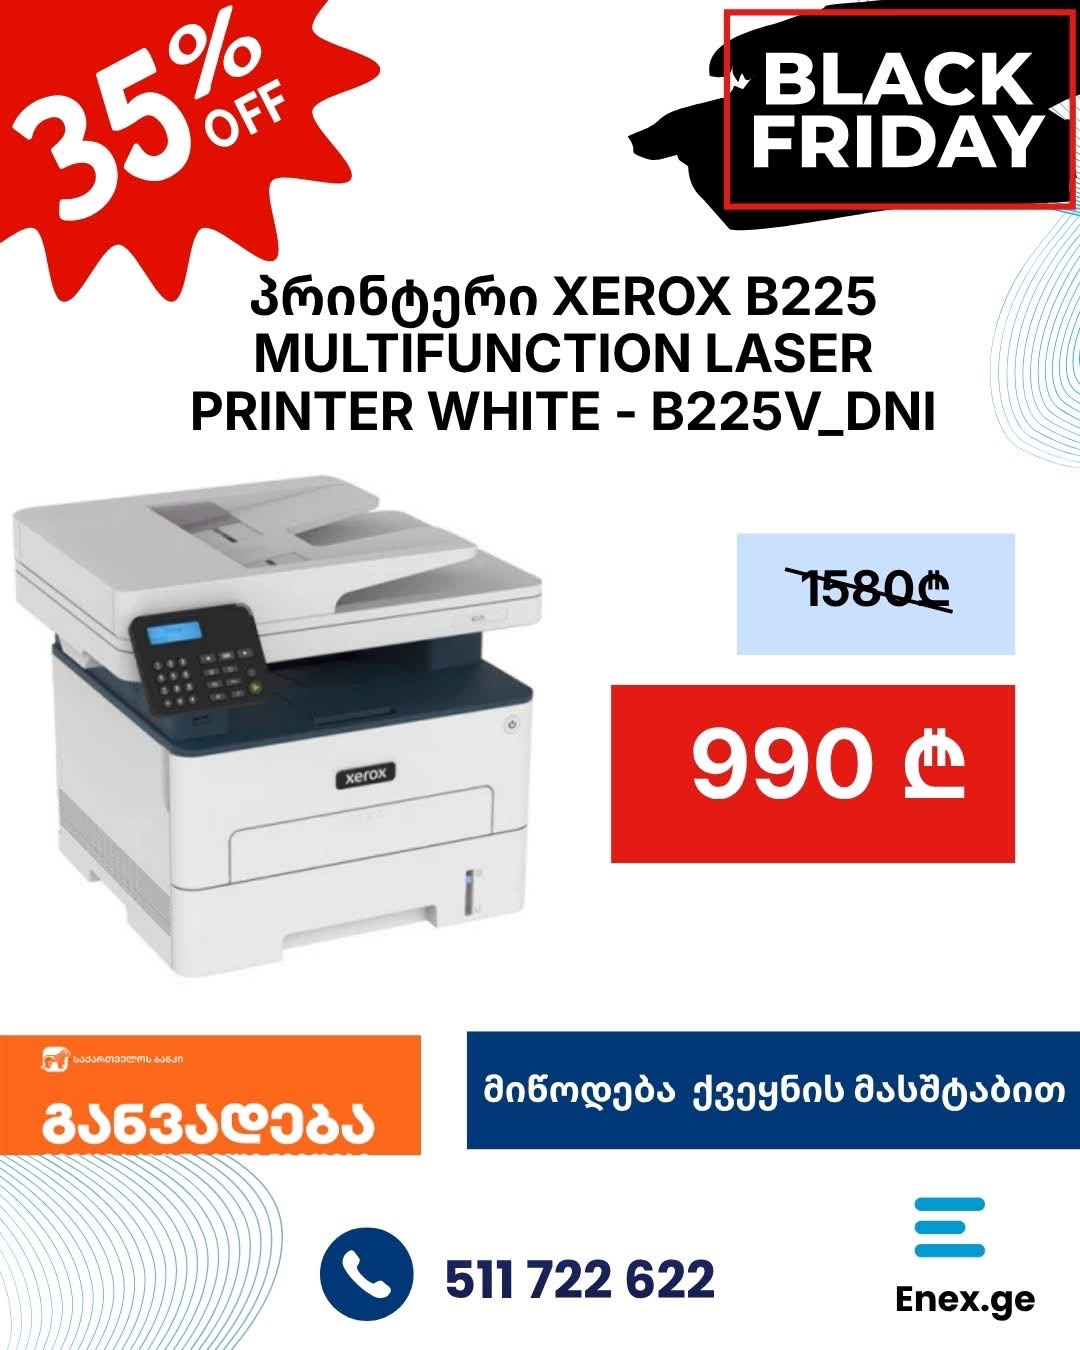 35% OFF
BLACK
FRIDAY
პრინტერი XEROX B225
MULTIFUNCTION LASER
PRINTER WHITE - B225V_DNI
1580₾
990 ₾
xerox
საქართველოს ბანკი
განვადება
მიწოდება ქვეყნის მასშტაბით
511 722 622
Enex.ge